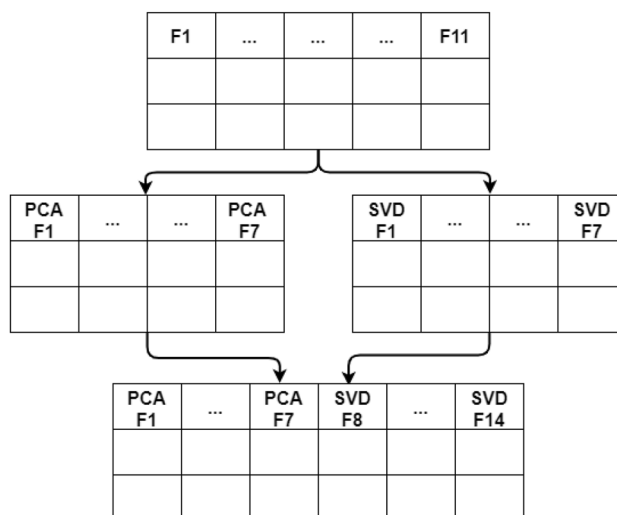 F1 ... ... ... F11
PCA F1 ... ... PCA F7
SVD F1 ... ... SVD F7
PCA F1 ... PCA F7 SVD F8 ... SVD F14